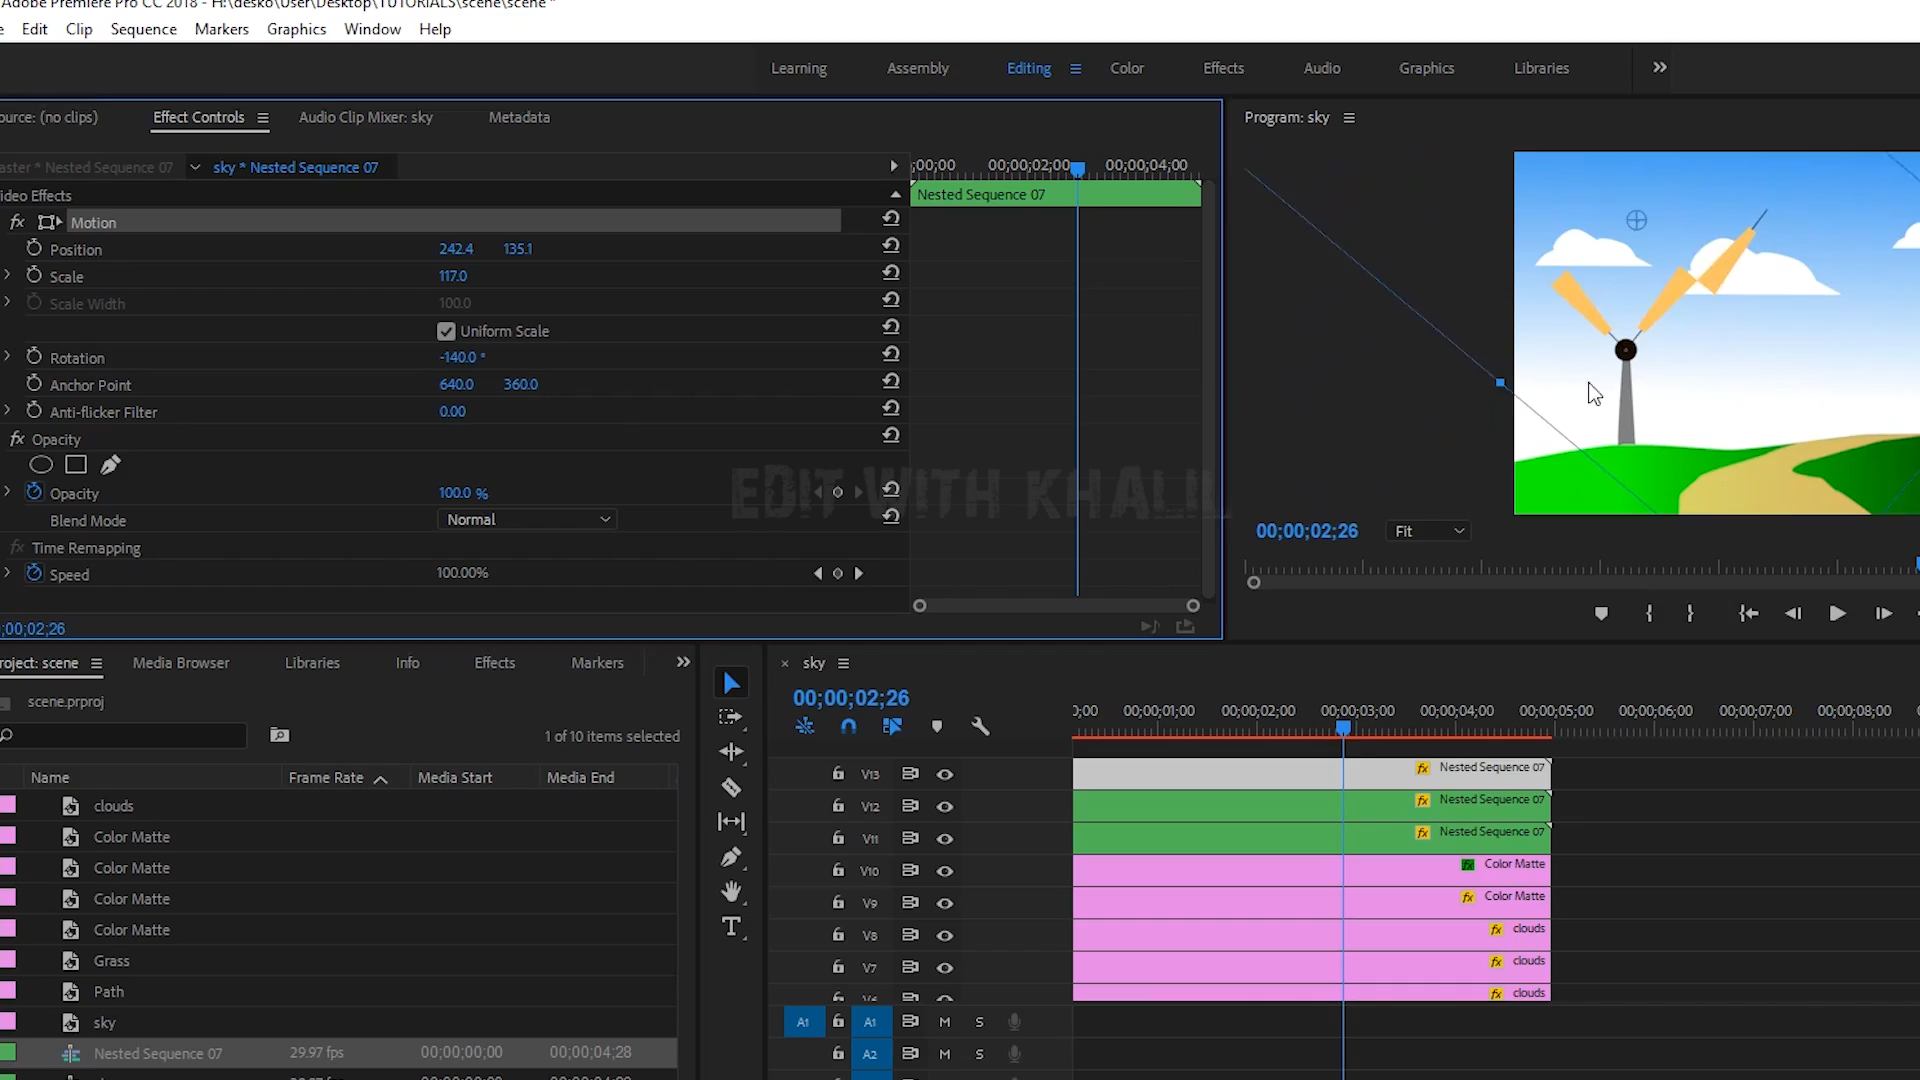 Adobe Premiere Pro CC 2018 - H:\desko\User\Desktop\TUTORIALS\scene\scene *
Edit Clip Sequence Markers Graphics Window Help
Learning Assembly Editing Color Effects Audio Graphics Libraries
ource: (no clips) Effect Controls Audio Clip Mixer: sky Metadata
Program: sky
aster * Nested Sequence 07 sky * Nested Sequence 07
;00;00 00;00;02;00 00;00;04;00
ideo Effects
Nested Sequence 07
fx Motion
Position 242.4 135.1
Scale 117.0
Scale Width 100.0
Uniform Scale
Rotation -140.0 °
Anchor Point 640.0 360.0
Anti-flicker Filter 0.00
fx Opacity
Opacity 100.0 %
EDIT WITH KHALIL
Blend Mode Normal
fx Time Remapping
Speed 100.00%
00;00;02;26 Fit
;00;02;26
roject: scene Media Browser Libraries Info Effects Markers
scene.prproj
1 of 10 items selected
Name Frame Rate Media Start Media End
clouds
Color Matte
Color Matte
Color Matte
Color Matte
Grass
Path
sky
Nested Sequence 07 29.97 fps 00;00;00;00 00;00;04;28
× sky
00;00;02;26
;00;00 00;00;01;00 00;00;02;00 00;00;03;00 00;00;04;00 00;00;05;00 00;00;06;00 00;00;07;00 00;00;08;00
V13 fx Nested Sequence 07
V12 fx Nested Sequence 07
V11 fx Nested Sequence 07
V10 fx Color Matte
V9 fx Color Matte
V8 fx clouds
V7 fx clouds
V6 fx clouds
A1 A1 M S
A2 M S